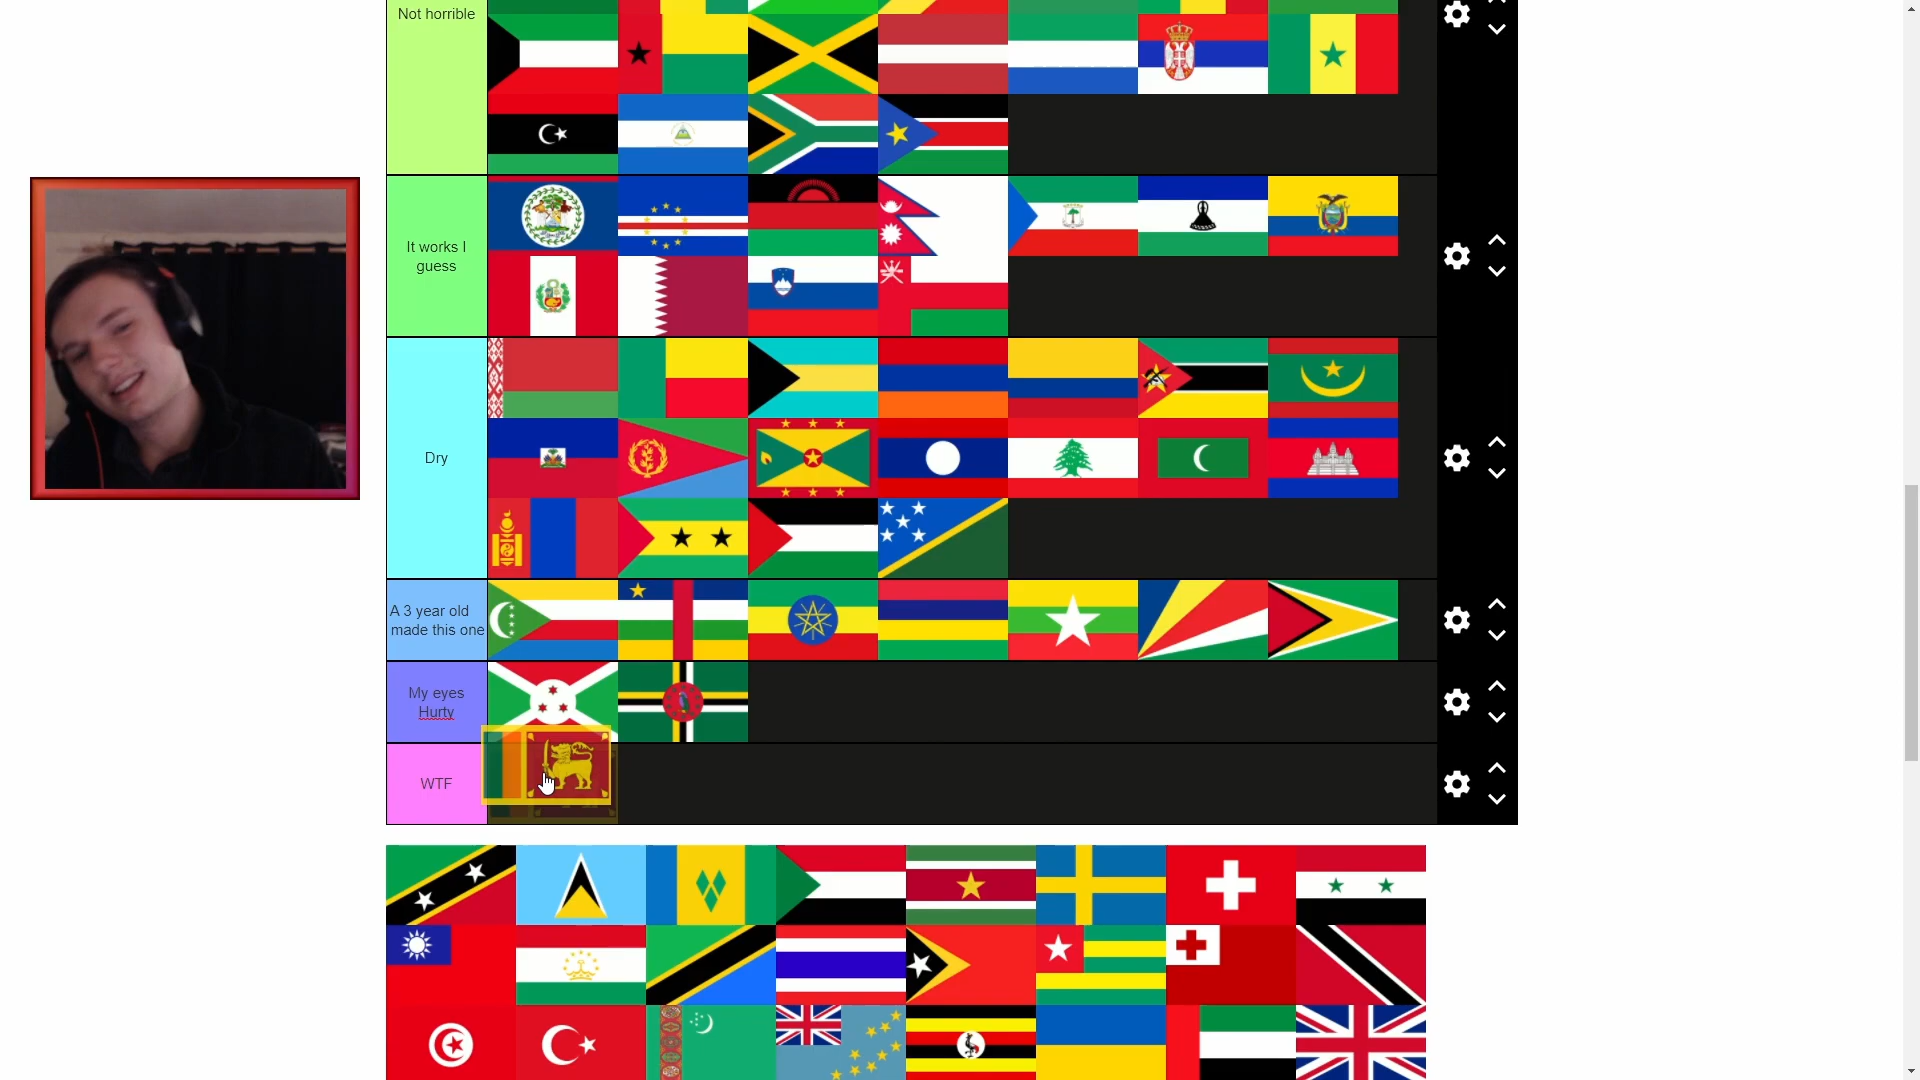 Not horrible
It works I
guess
Dry
A 3 year old
made this one
My eyes
Hurty
WTF